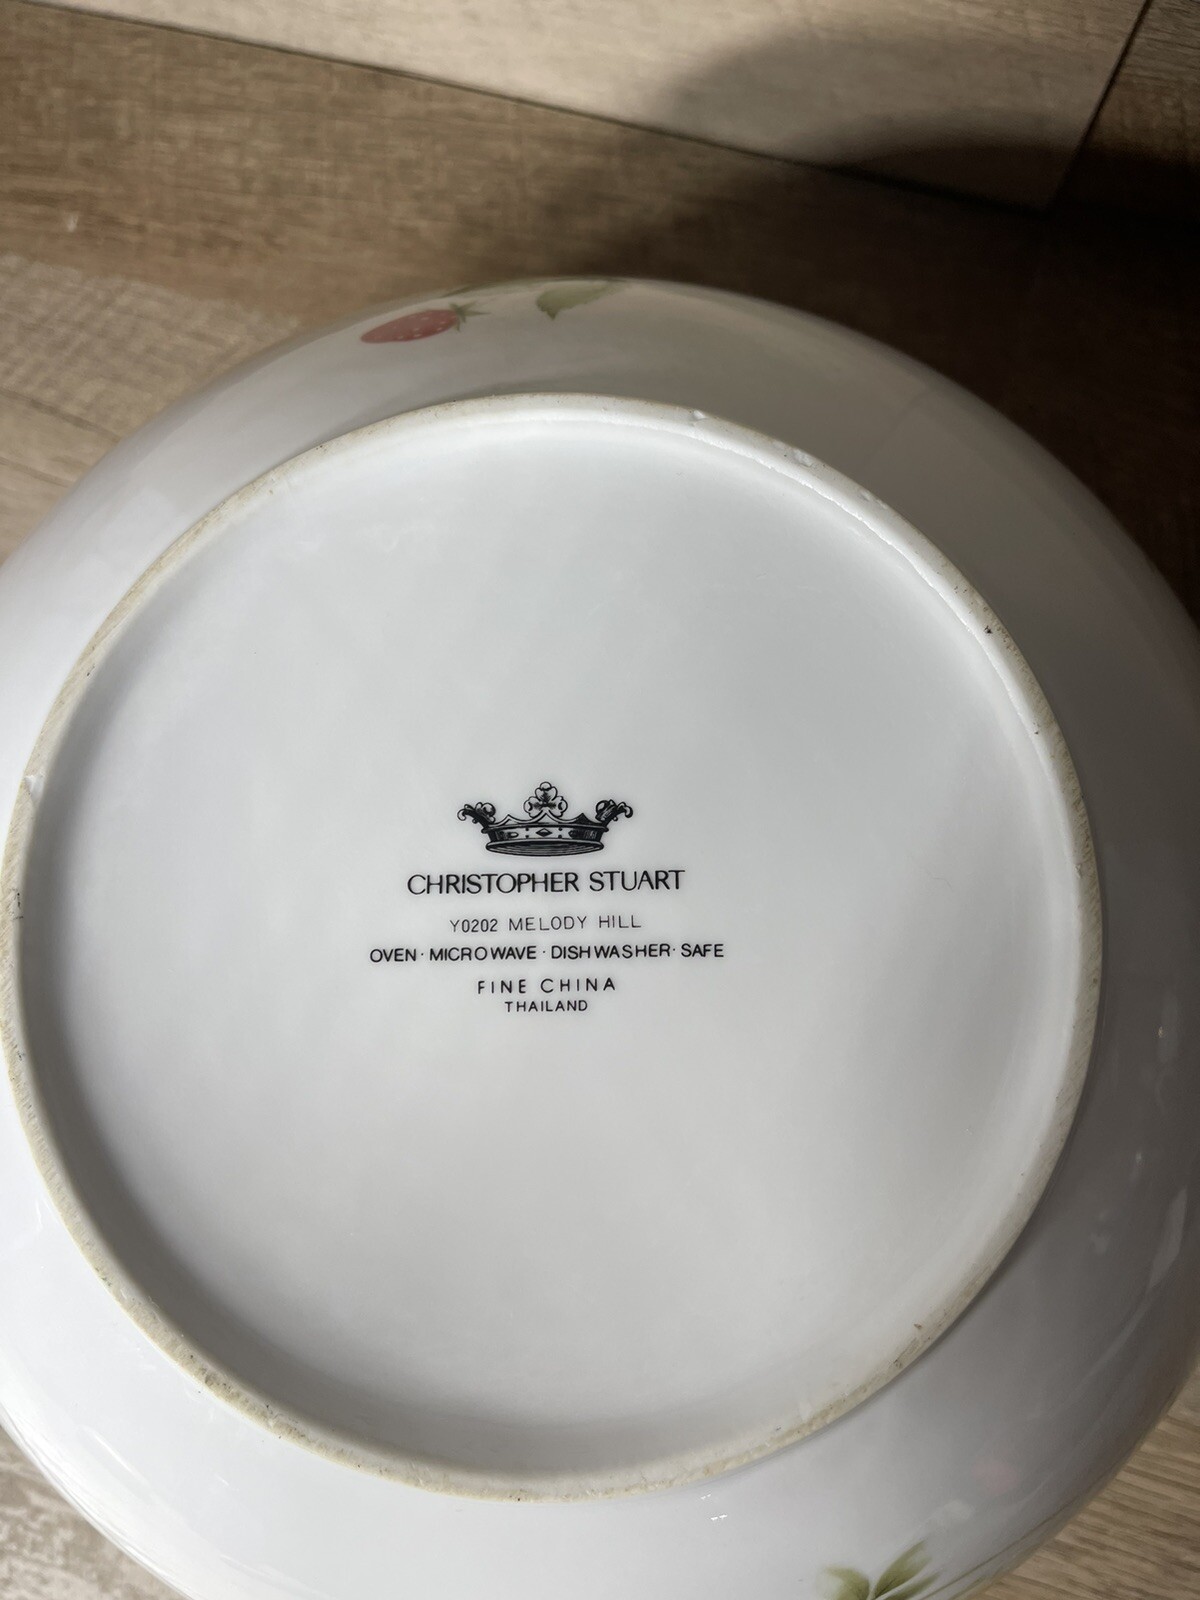 CHRISTOPHER STUART
Y0202 MELODY HILL
OVEN · MICROWAVE · DISHWASHER · SAFE
FINE CHINA
THAILAND